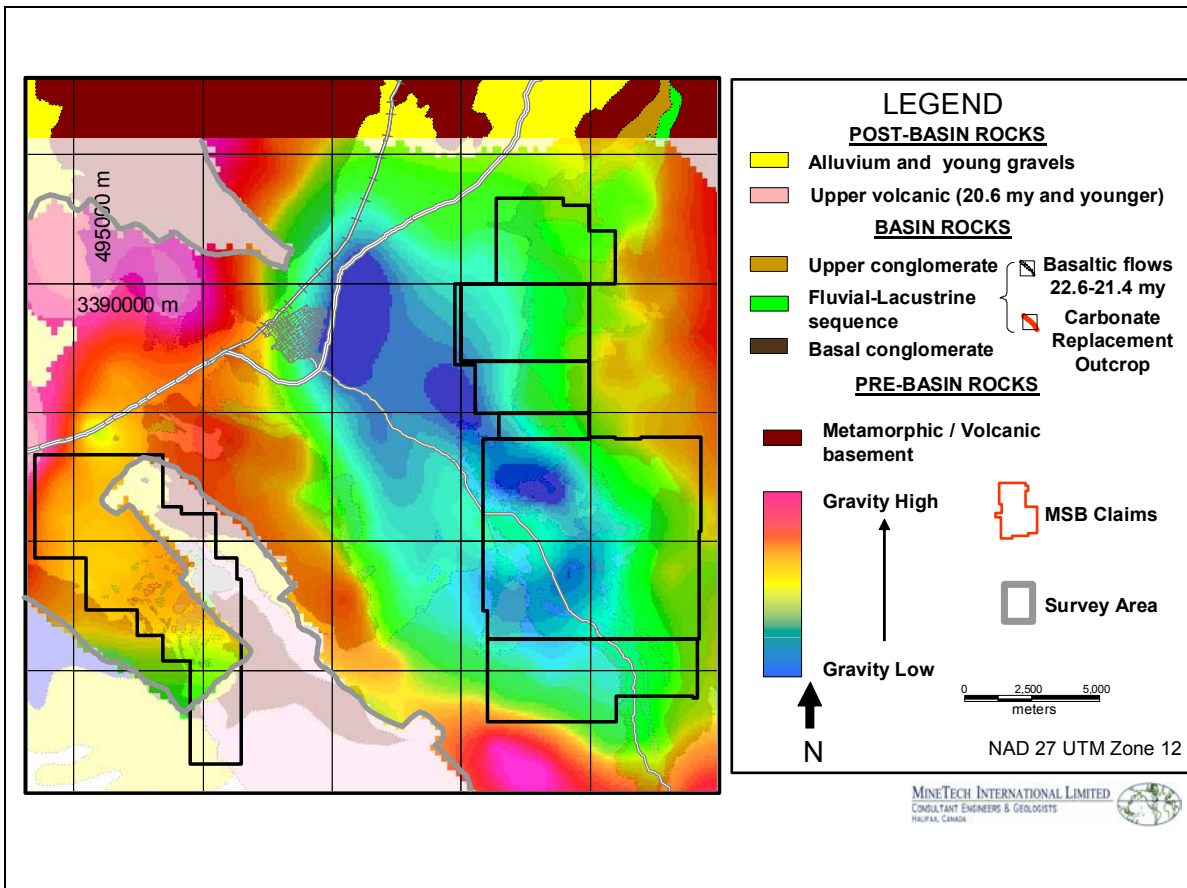 495000 m
3390000 m
LEGEND
POST-BASIN ROCKS
Alluvium and young gravels
Upper volcanic (20.6 my and younger)
BASIN ROCKS
Upper conglomerate
Fluvial-Lacustrine
sequence
Basal conglomerate
Basaltic flows
22.6-21.4 my
Carbonate
Replacement
Outcrop
PRE-BASIN ROCKS
Metamorphic / Volcanic
basement
Gravity High
Gravity Low
MSB Claims
Survey Area
0 2,500 5,000
meters
N
NAD 27 UTM Zone 12
MINETECH INTERNATIONAL LIMITED
CONSULTANT ENGINEERS & GEOLOGISTS
HALIFAX, CANADA